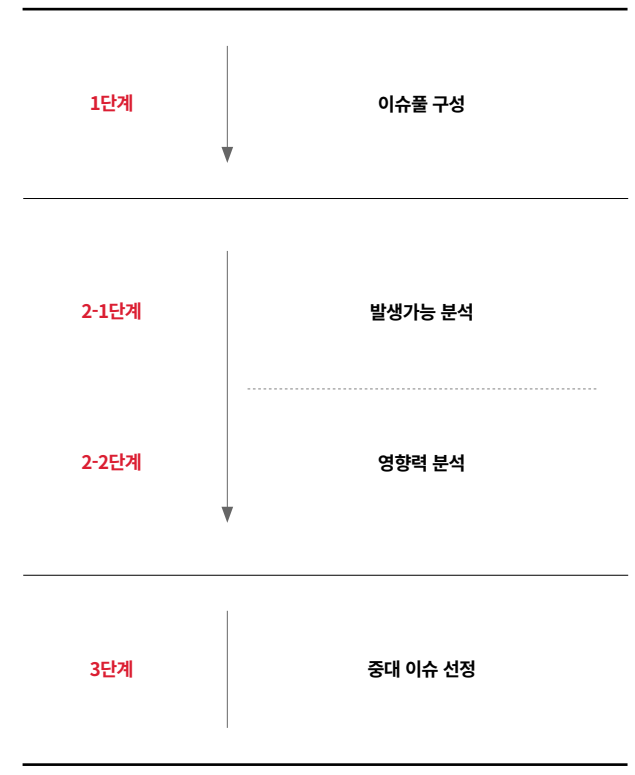 1단계
이슈풀 구성
2-1단계
발생가능 분석
2-2단계
영향력 분석
3단계
중대 이슈 선정